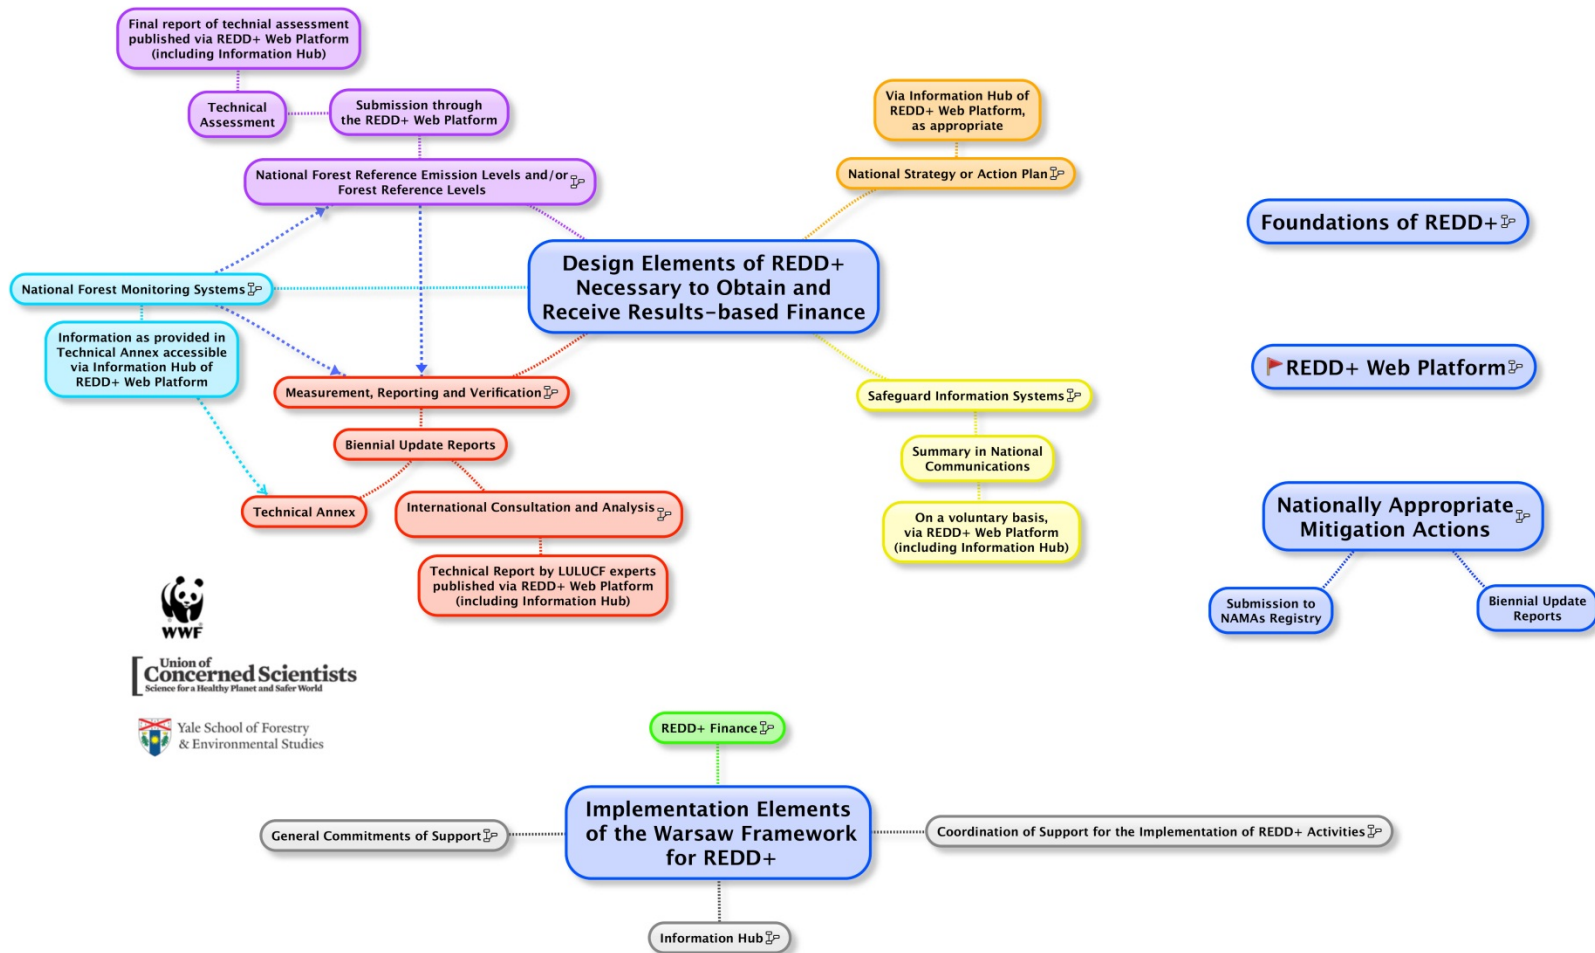 Final report of technial assessment
published via REDD+ Web Platform
(including Information Hub)
Technical
Assessment
Submission through
the REDD+ Web Platform
National Forest Reference Emission Levels and/or
Forest Reference Levels
Via Information Hub of
REDD+ Web Platform,
as appropriate
National Strategy or Action Plan
Design Elements of REDD+
Necessary to Obtain and
Receive Results-based Finance
National Forest Monitoring Systems
Information as provided in
Technical Annex accessible
via Information Hub of
REDD+ Web Platform
Measurement, Reporting and Verification
Biennial Update Reports
Technical Annex
International Consultation and Analysis
Technical Report by LULUCF experts
published via REDD+ Web Platform
(including Information Hub)
Safeguard Information Systems
Summary in National
Communications
On a voluntary basis,
via REDD+ Web Platform
(including Information Hub)
Foundations of REDD+
REDD+ Web Platform
Nationally Appropriate
Mitigation Actions
Submission to
NAMAs Registry
Biennial Update
Reports
WWF
Union of
Concerned Scientists
Science for a Healthy Planet and Safer World
Yale School of Forestry
& Environmental Studies
REDD+ Finance
Implementation Elements
of the Warsaw Framework
for REDD+
General Commitments of Support
Coordination of Support for the Implementation of REDD+ Activities
Information Hub